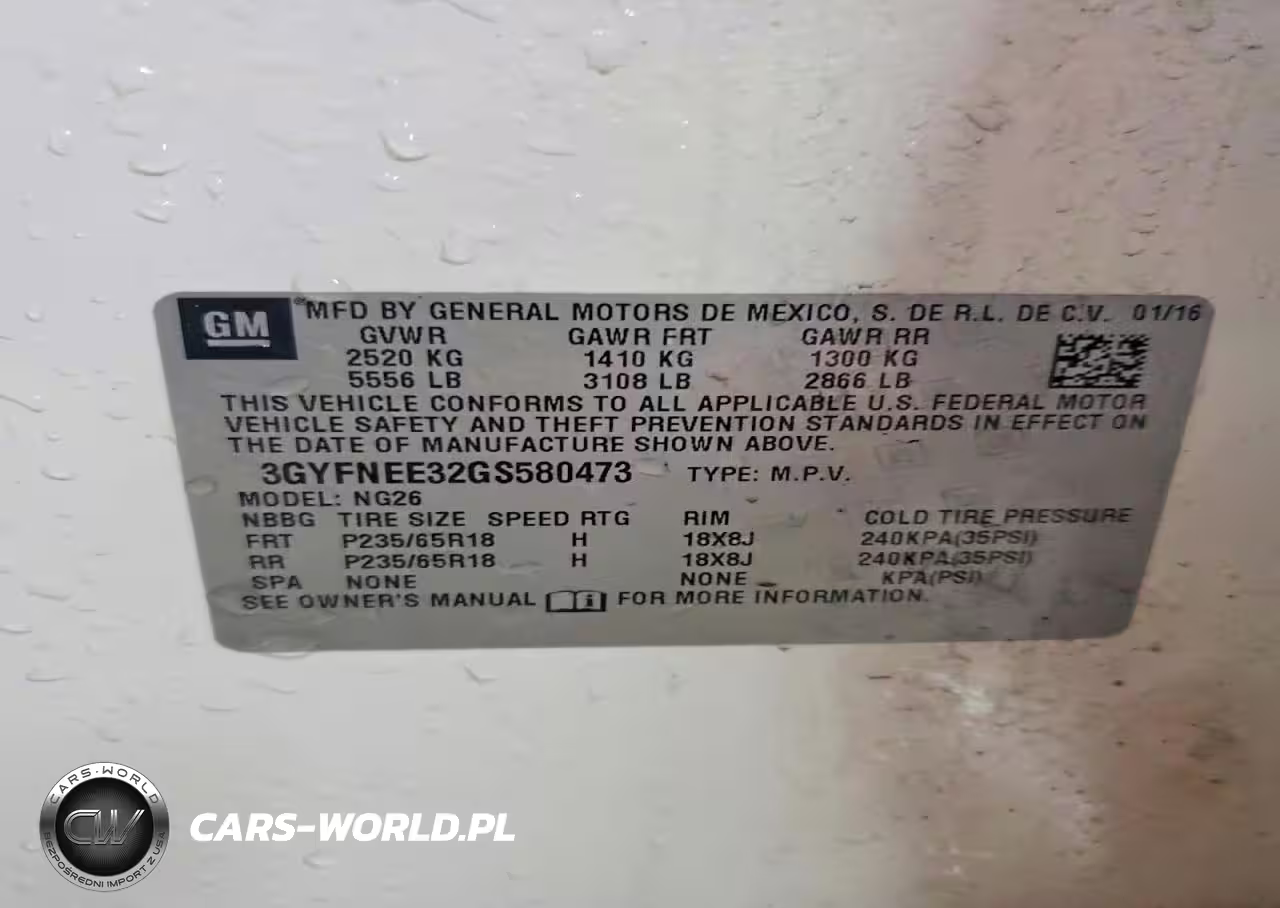 GM
®MFD BY GENERAL MOTORS DE MEXICO, S. DE R.L. DE C.V. 01/16
GVWR GAWR FRT GAWR RR
2520 KG 1410 KG 1300 KG
5556 LB 3108 LB 2866 LB
THIS VEHICLE CONFORMS TO ALL APPLICABLE U.S. FEDERAL MOTOR
VEHICLE SAFETY AND THEFT PREVENTION STANDARDS IN EFFECT ON
THE DATE OF MANUFACTURE SHOWN ABOVE.
3GYFNEE32GS580473 TYPE: M.P.V.
MODEL: NG26
NBBG TIRE SIZE SPEED RTG RIM COLD TIRE PRESSURE
FRT P235/65R18 H 18X8J 240KPA(35PSI)
RR P235/65R18 H 18X8J 240KPA(35PSI)
SPA NONE NONE KPA(PSI)
SEE OWNER'S MANUAL i FOR MORE INFORMATION.
CARS-WORLD
CW
BEZPOŚREDNI IMPORT Z USA
CARS-WORLD.PL